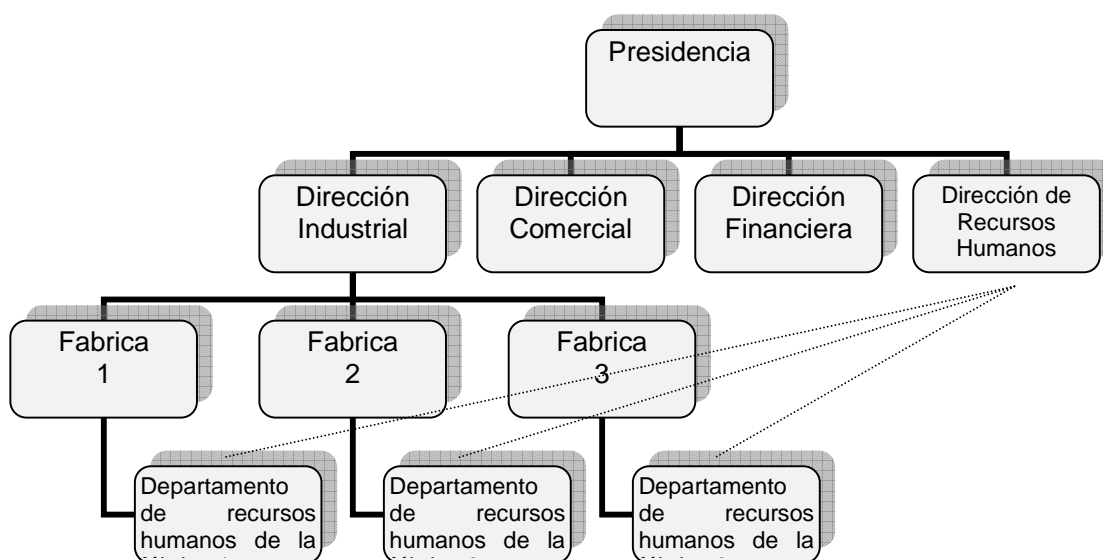 Presidencia
Dirección
Industrial
Dirección
Comercial
Dirección
Financiera
Dirección de
Recursos
Humanos
Fabrica
1
Fabrica
2
Fabrica
3
Departamento
de recursos
humanos de la
Departamento
de recursos
humanos de la
Departamento
de recursos
humanos de la